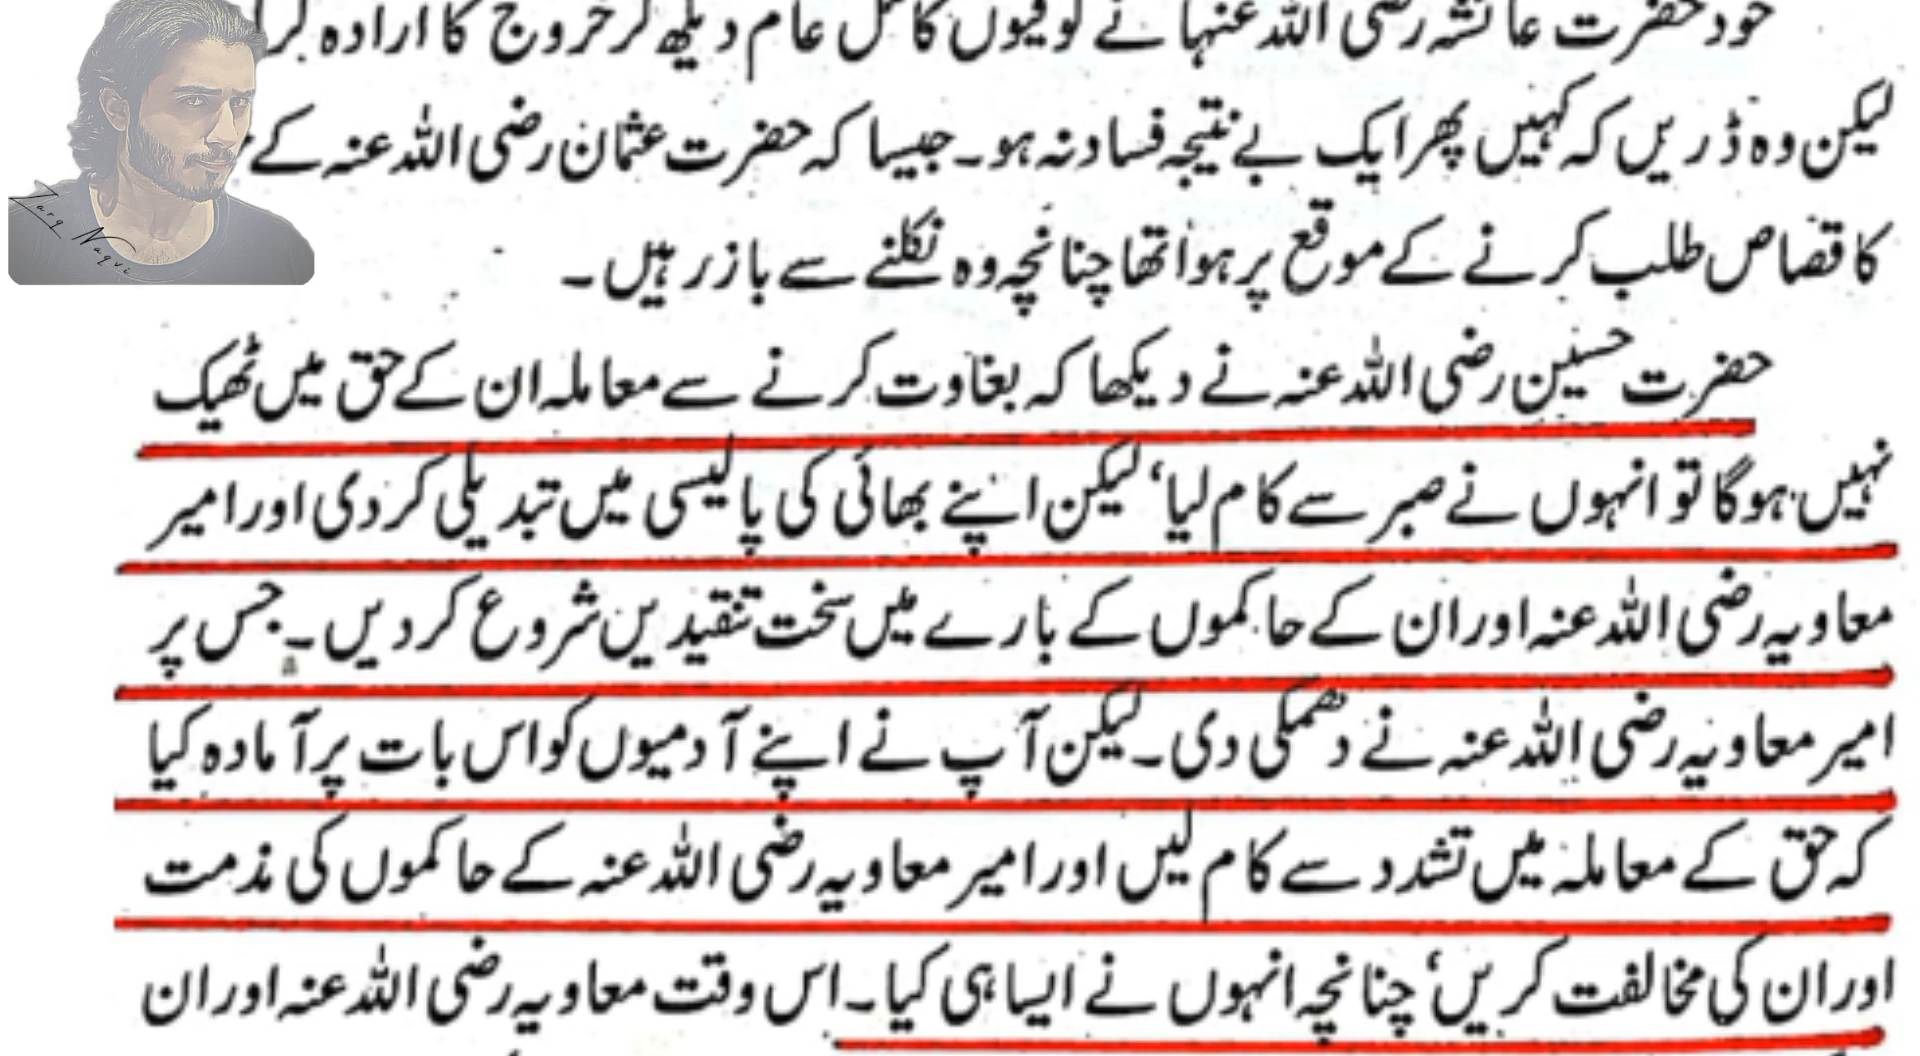 خود حضرت عائشہ رضی اللہ عنہا نے کوفیوں کا قتل عام دیکھ کر خروج کا ارادہ کر
لیکن وہ ڈریں کہ کہیں پھر ایک بے نتیجہ فساد نہ ہو۔ جیسا کہ حضرت عثمان رضی اللہ عنہ کے
کا قصاص طلب کرنے کے موقع پر ہوا تھا چنانچہ وہ نکلنے سے باز رہیں۔
حضرت حسین رضی اللہ عنہ نے دیکھا کہ بغاوت کرنے سے معاملہ ان کے حق میں ٹھیک
نہیں ہو گا تو انہوں نے صبر سے کام لیا، لیکن اپنے بھائی کی پالیسی میں تبدیلی کر دی اور امیر
معاویہ رضی اللہ عنہ اور ان کے حاکموں کے بارے میں سخت تنقیدیں شروع کر دیں۔ جس پر
امیر معاویہ رضی اللہ عنہ نے دھمکی دی۔ لیکن آپ نے اپنے آدمیوں کو اس بات پر آمادہ کیا
کہ حق کے معاملہ میں تشدد سے کام لیں اور امیر معاویہ رضی اللہ عنہ کے حاکموں کی مذمت
اور ان کی مخالفت کریں، چنانچہ انہوں نے ایسا ہی کیا۔ اس وقت معاویہ رضی اللہ عنہ اور ان
Zarq Naqvi